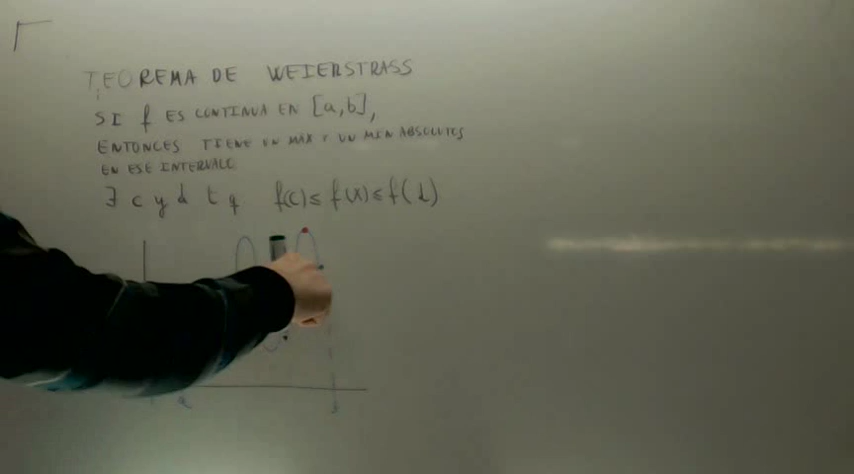 TEOREMA DE WEIERSTRASS
SI f ES CONTINUA EN [a,b],
ENTONCES TIENE UN MAX Y UN MIN ABSOLUTOS
EN ESE INTERVALO
∃ c y d t q f(c)≤ f(x)≤f(d)
a b